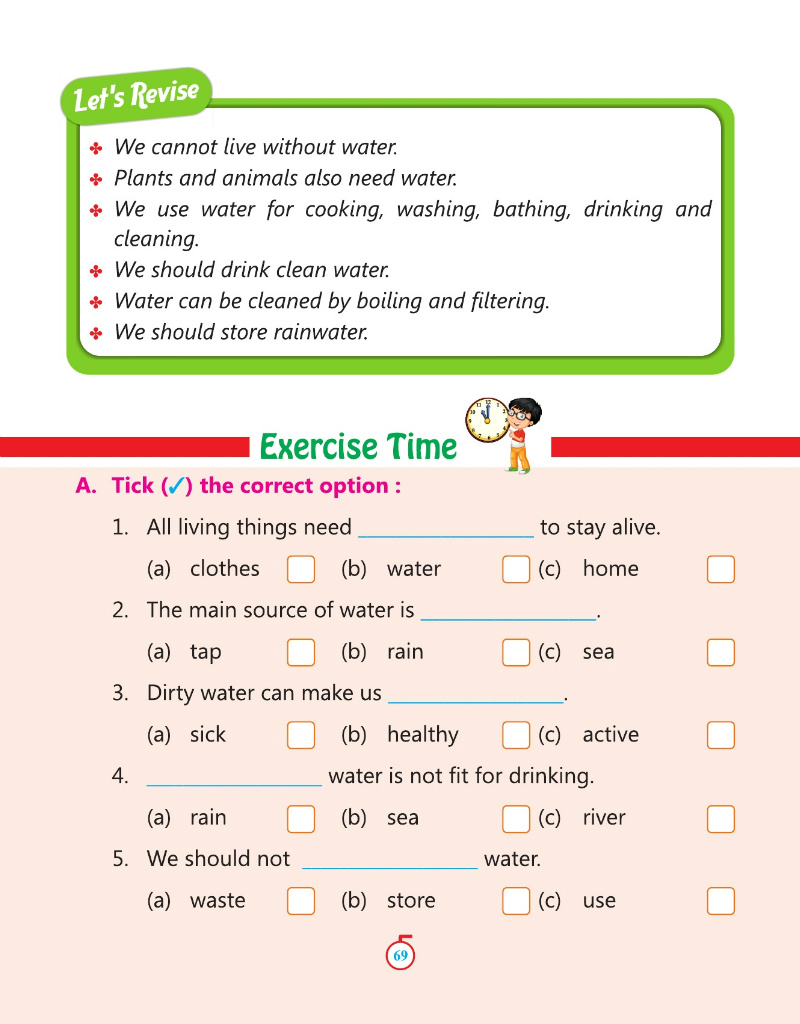 Let's Revise
✤ We cannot live without water.
✤ Plants and animals also need water.
✤ We use water for cooking, washing, bathing, drinking and
cleaning.
✤ We should drink clean water.
✤ Water can be cleaned by boiling and filtering.
✤ We should store rainwater.
Exercise Time
A. Tick (✓) the correct option :
1. All living things need ________________ to stay alive.
(a) clothes (b) water (c) home
2. The main source of water is ________________.
(a) tap (b) rain (c) sea
3. Dirty water can make us ________________.
(a) sick (b) healthy (c) active
4. ________________ water is not fit for drinking.
(a) rain (b) sea (c) river
5. We should not ________________ water.
(a) waste (b) store (c) use
69